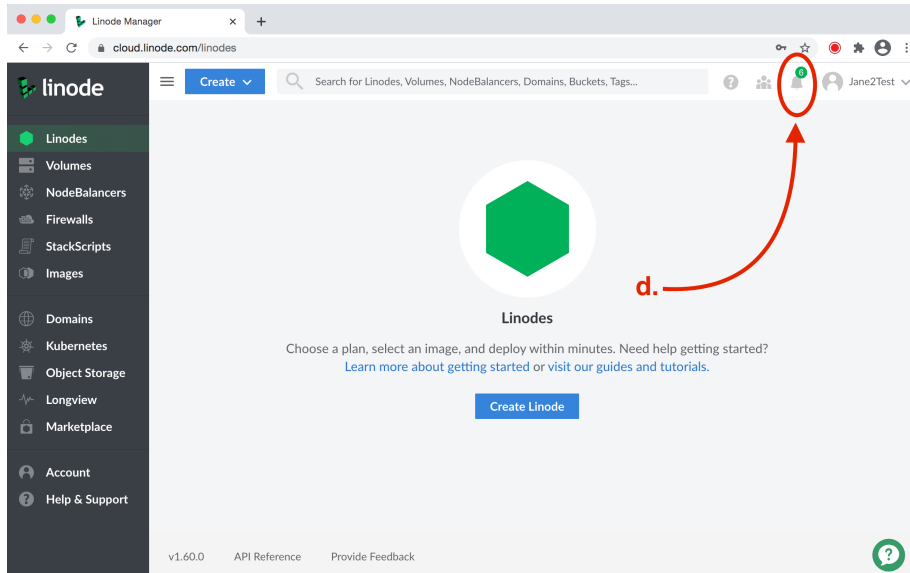 Linode Manager
cloud.linode.com/linodes
linode
Create
Search for Linodes, Volumes, NodeBalancers, Domains, Buckets, Tags...
?
6
Jane2Test
Linodes
Volumes
NodeBalancers
Firewalls
StackScripts
Images
Domains
Kubernetes
Object Storage
Longview
Marketplace
Account
? Help & Support
d.
Linodes
Choose a plan, select an image, and deploy within minutes. Need help getting started?
Learn more about getting started or visit our guides and tutorials.
Create Linode
v1.60.0 API Reference Provide Feedback
?